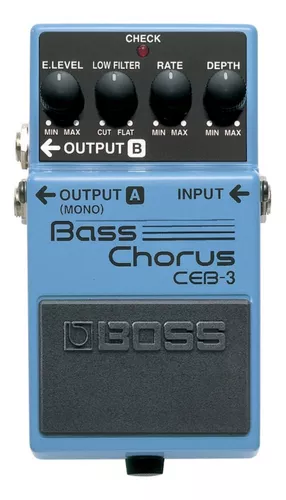 CHECK
E.LEVEL LOW FILTER RATE DEPTH
MIN MAX CUT FLAT MIN MAX MIN MAX
← OUTPUT B
← OUTPUT A INPUT ←
(MONO)
Bass
Chorus
CEB-3
BOSS